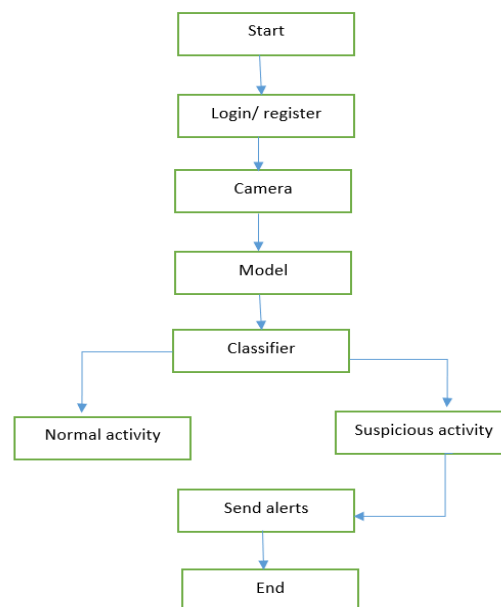 Start
Login/ register
Camera
Model
Classifier
Normal activity
Suspicious activity
Send alerts
End